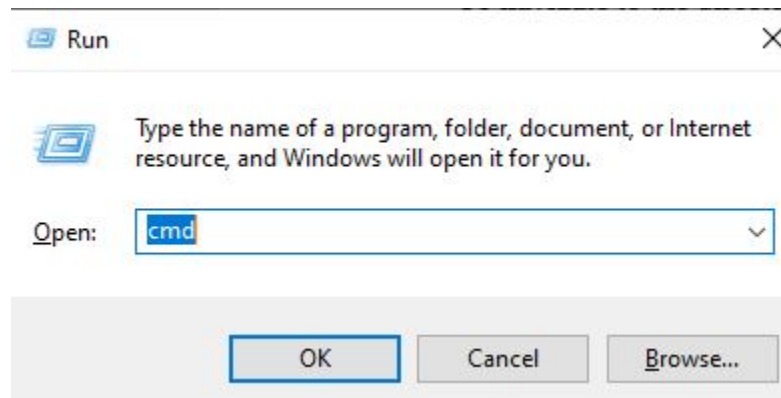 Run
Type the name of a program, folder, document, or Internet
resource, and Windows will open it for you.
Open: cmd
OK Cancel Browse...